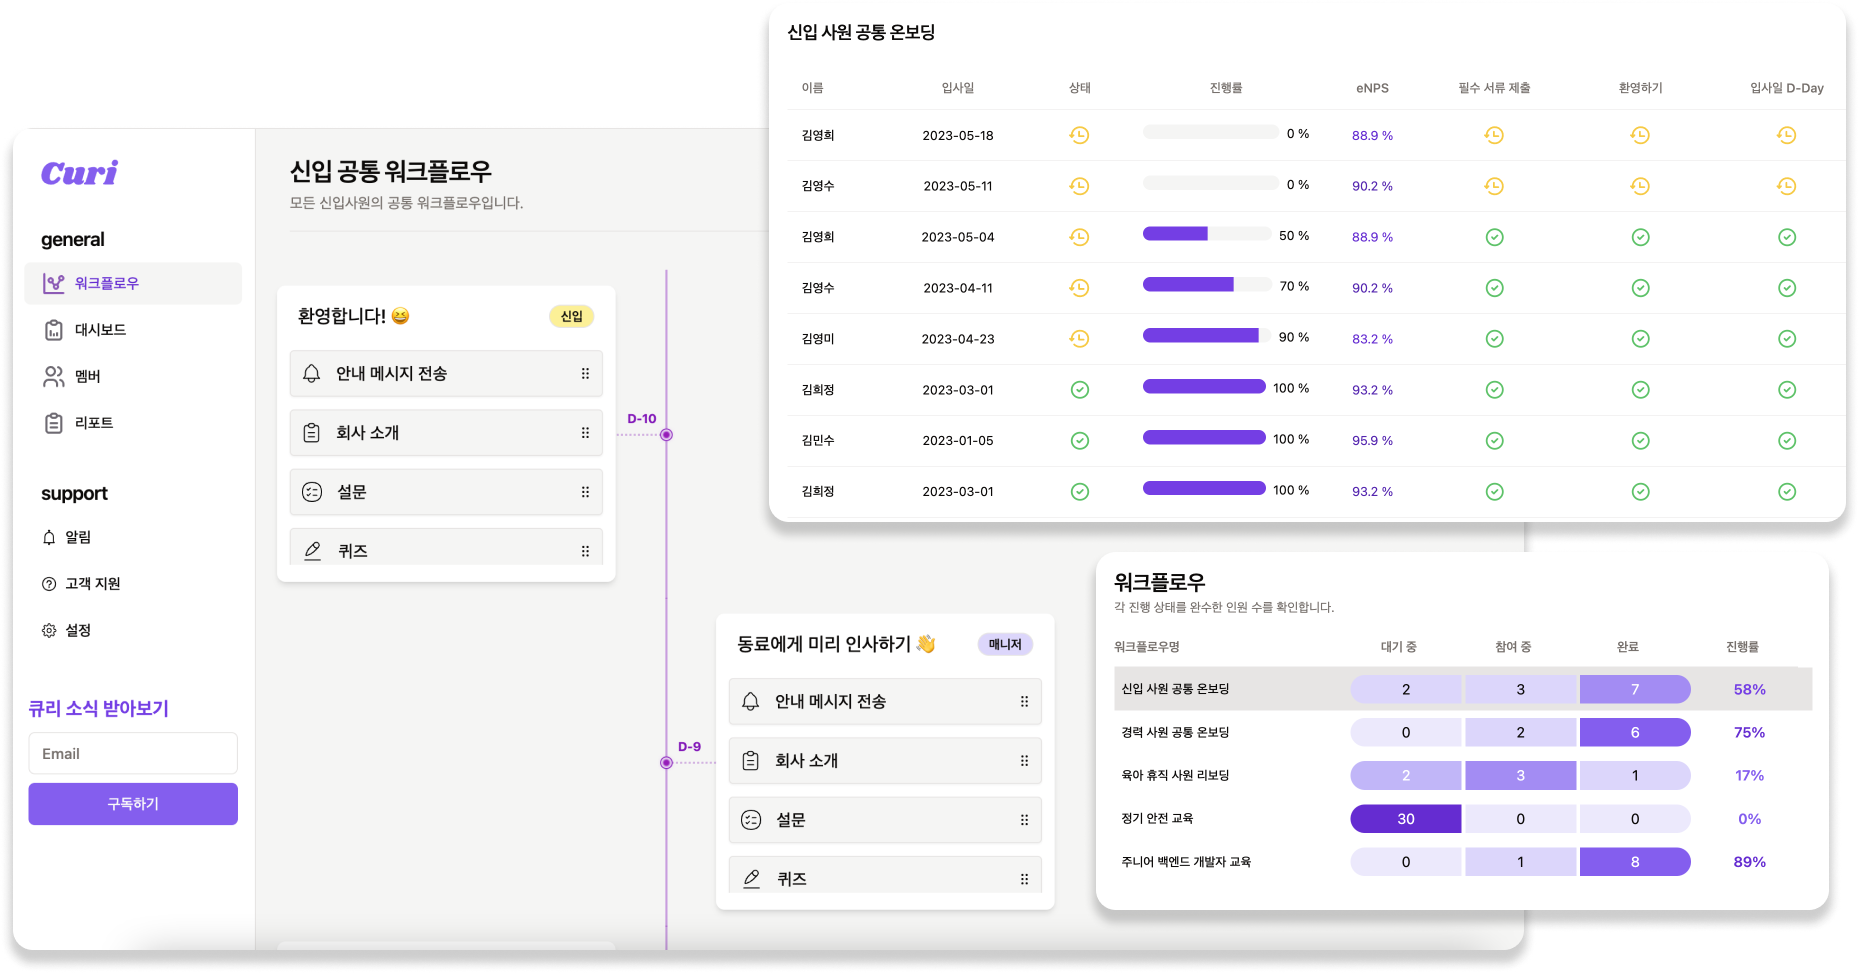 Curi
general
워크플로우
대시보드
멤버
리포트
support
알림
고객 지원
설정
큐리 소식 받아보기
Email
구독하기
신입 공통 워크플로우
모든 신입사원의 공통 워크플로우입니다.
환영합니다! 😆 신입
안내 메시지 전송
회사 소개
설문
퀴즈
D-10
동료에게 미리 인사하기 👋 매니저
안내 메시지 전송
회사 소개
설문
퀴즈
D-9
신입 사원 공통 온보딩
이름 입사일 상태 진행률 eNPS 필수 서류 제출 환영하기 입사일 D-Day
김영희 2023-05-18 0 % 88.9 %
김영수 2023-05-11 0 % 90.2 %
김영희 2023-05-04 50 % 88.9 %
김영수 2023-04-11 70 % 90.2 %
김영미 2023-04-23 90 % 83.2 %
김희정 2023-03-01 100 % 93.2 %
김민수 2023-01-05 100 % 95.9 %
김희정 2023-03-01 100 % 93.2 %
워크플로우
각 진행 상태를 완수한 인원 수를 확인합니다.
워크플로우명 대기 중 참여 중 완료 진행률
신입 사원 공통 온보딩 2 3 7 58%
경력 사원 공통 온보딩 0 2 6 75%
육아 휴직 사원 리보딩 2 3 1 17%
정기 안전 교육 30 0 0 0%
주니어 백엔드 개발자 교육 0 1 8 89%